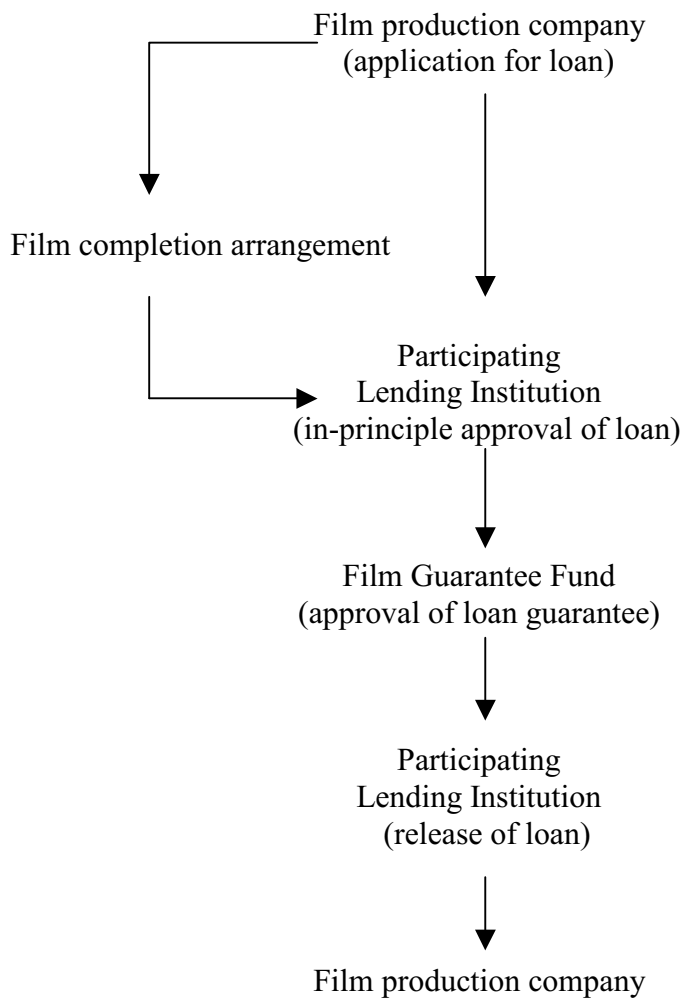 Film production company
(application for loan)
Film completion arrangement
Participating
Lending Institution
(in-principle approval of loan)
Film Guarantee Fund
(approval of loan guarantee)
Participating
Lending Institution
(release of loan)
Film production company